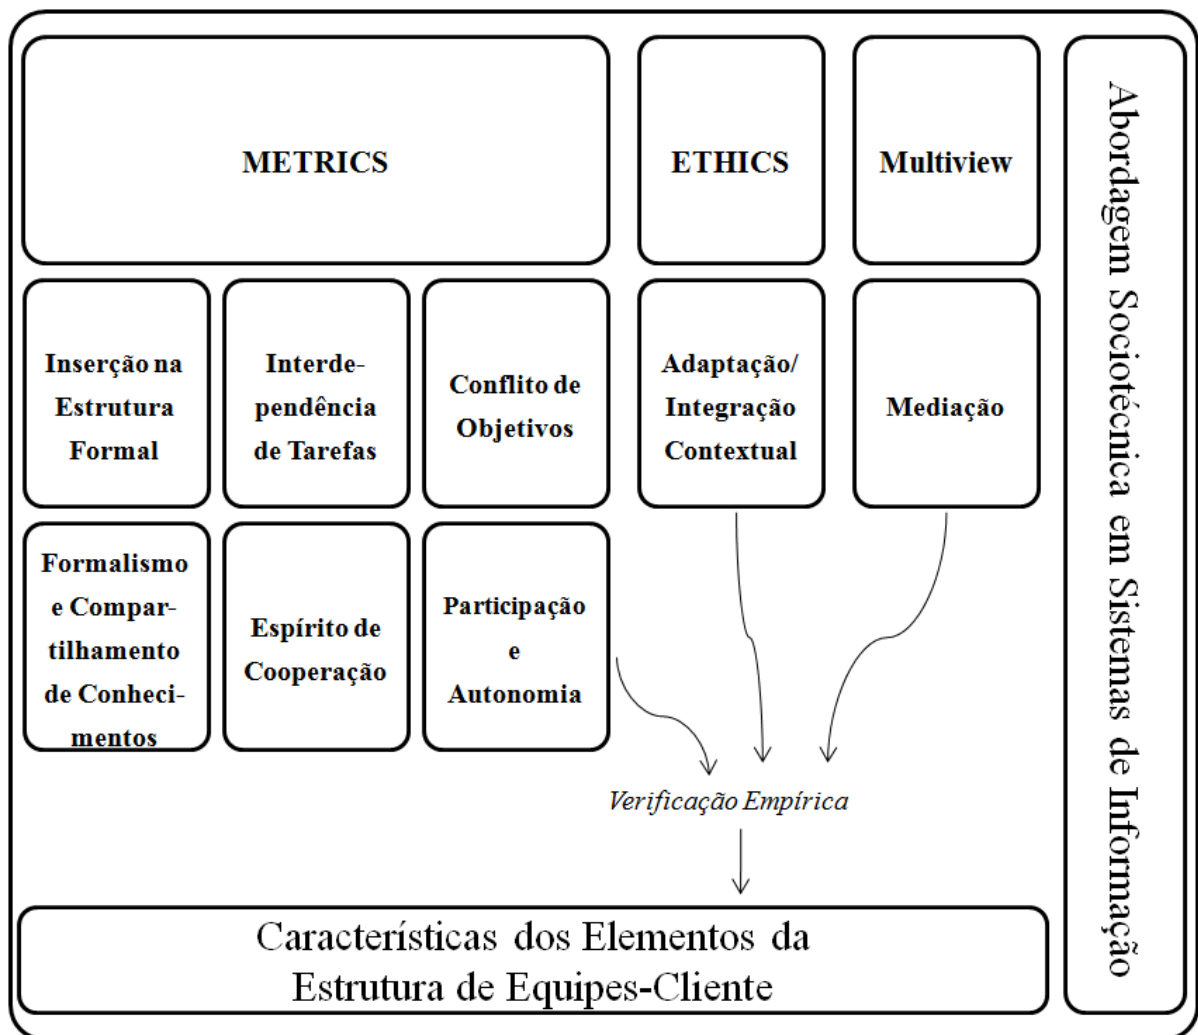 METRICS
ETHICS
Multiview
Inserção na
Estrutura
Formal
Interde-
pendência
de Tarefas
Conflito de
Objetivos
Adaptação/
Integração
Contextual
Mediação
Formalismo
e Compar-
tilhamento
de Conheci-
mentos
Espírito de
Cooperação
Participação
e
Autonomia
Verificação Empírica
Características dos Elementos da
Estrutura de Equipes-Cliente
Abordagem Sociotécnica em Sistemas de Informação